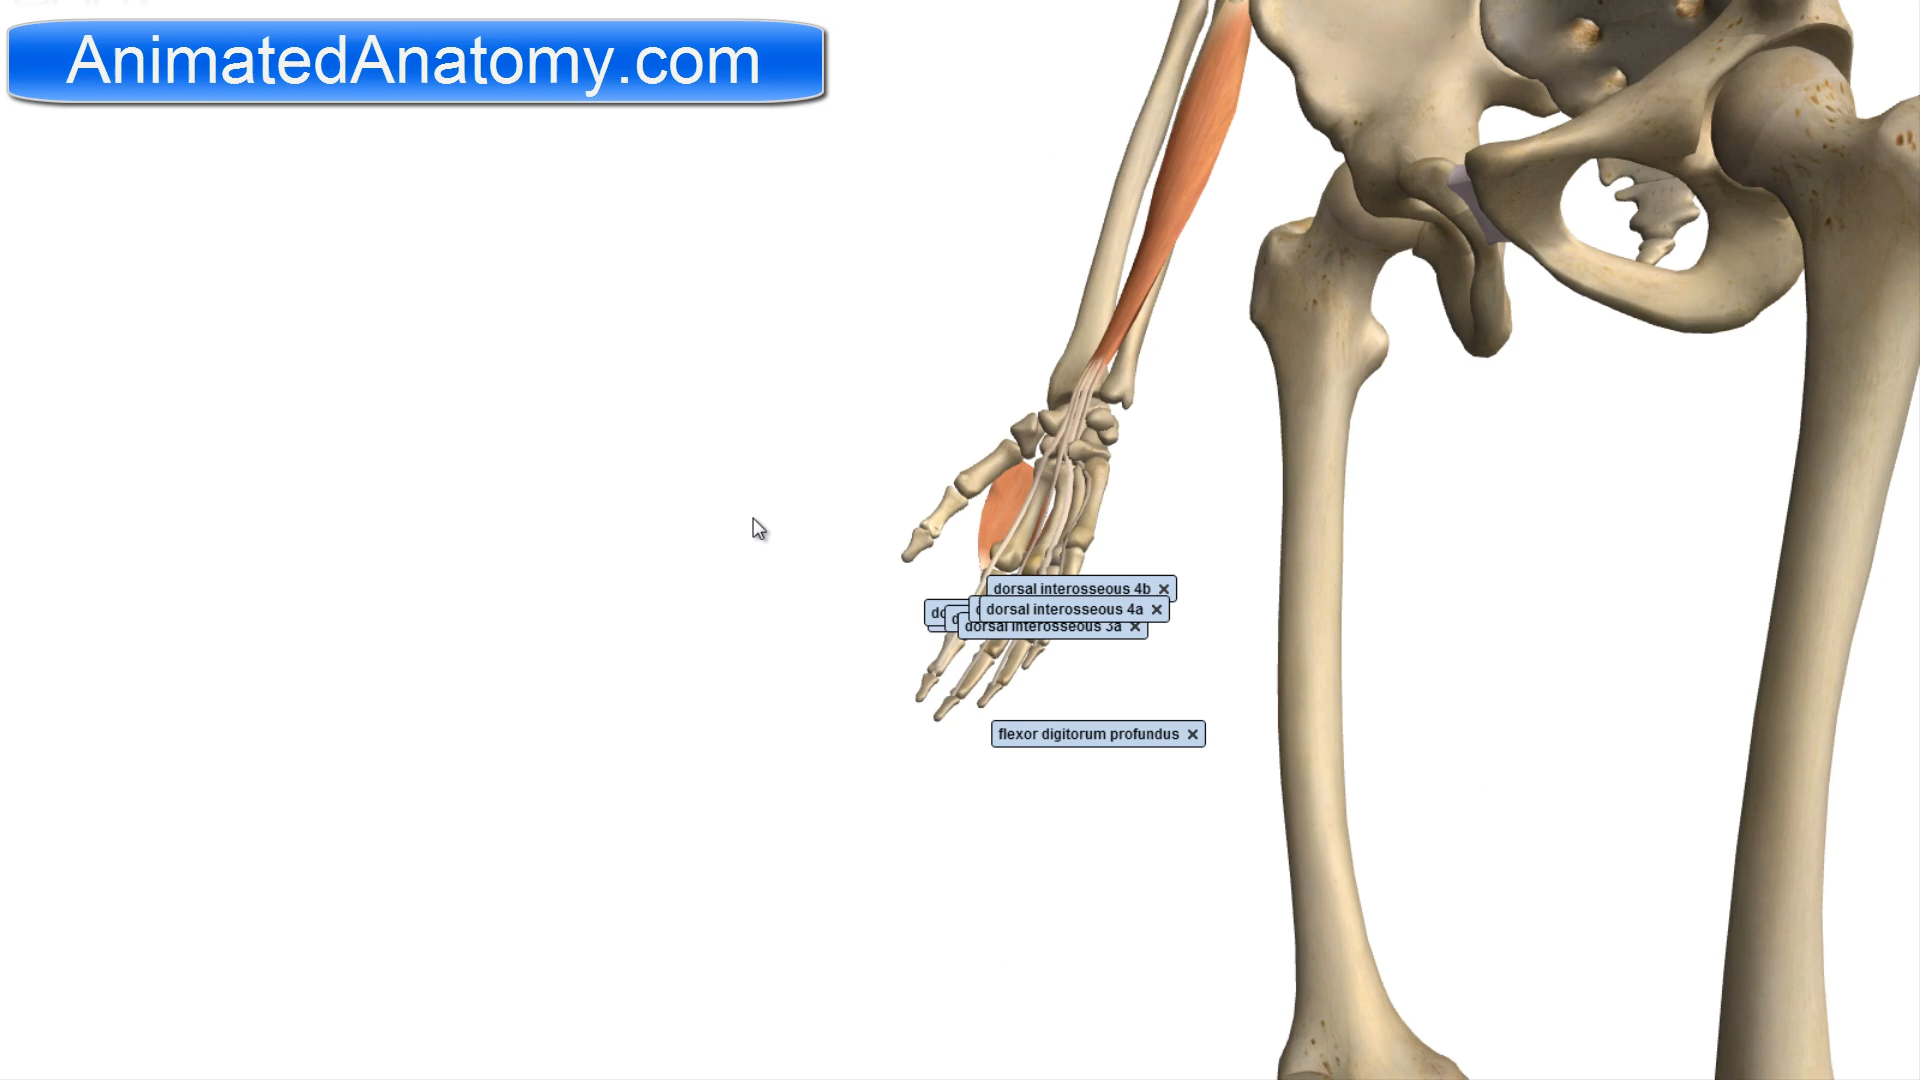 AnimatedAnatomy.com
dorsal interosseous 4b
dorsal interosseous 4a
dorsal interosseous 3a
flexor digitorum profundus